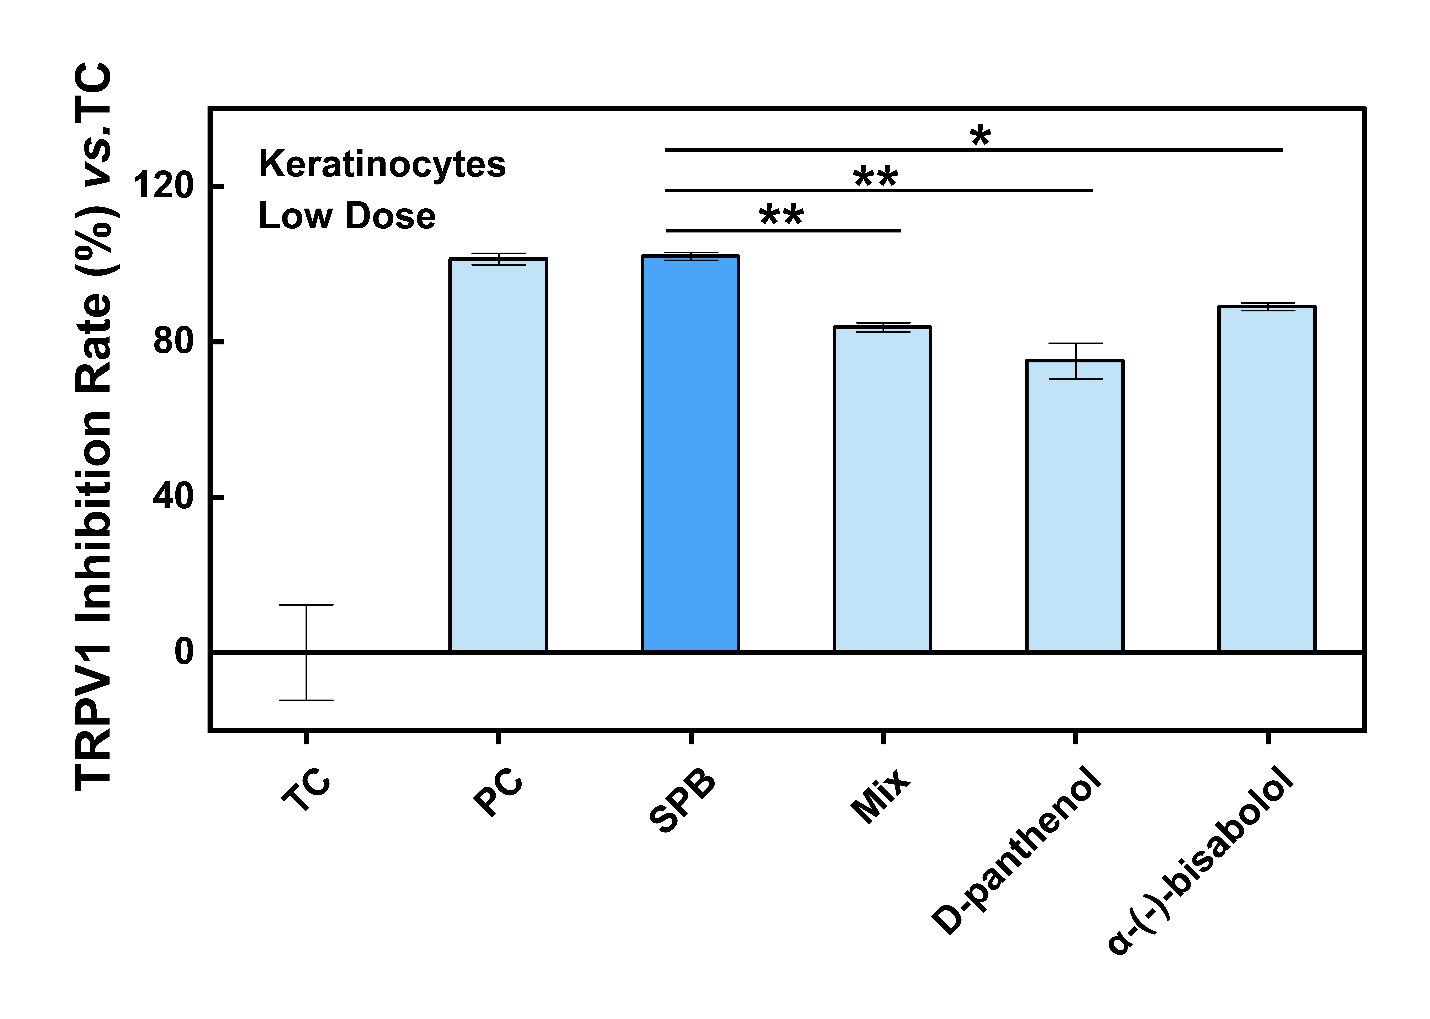 TRPV1 Inhibition Rate (%) vs.TC
Keratinocytes
Low Dose
*
**
**
120
80
40
0
TC
PC
SPB
Mix
D-panthenol
α-(-)-bisabolol